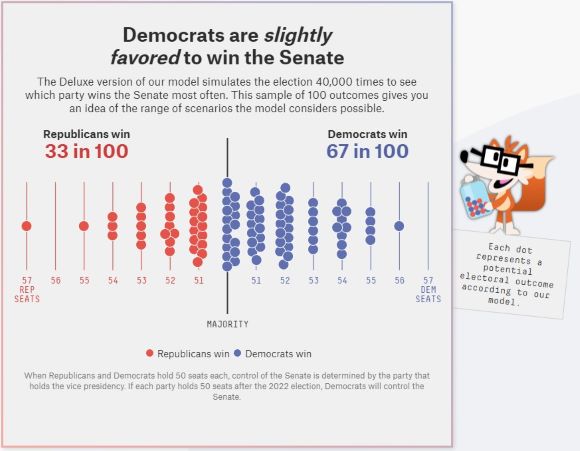 Democrats are slightly
favored to win the Senate
The Deluxe version of our model simulates the election 40,000 times to see
which party wins the Senate most often. This sample of 100 outcomes gives you
an idea of the range of scenarios the model considers possible.
Republicans win
33 in 100
Democrats win
67 in 100
57 56 55 54 53 52 51 51 52 53 54 55 56 57
REP
SEATS
DEM
SEATS
MAJORITY
Republicans win Democrats win
When Republicans and Democrats hold 50 seats each, control of the Senate is determined by the party that
holds the vice presidency. If each party holds 50 seats after the 2022 election, Democrats will control the
Senate.
Each dot
represents a
potential
electoral outcome
according to our
model.